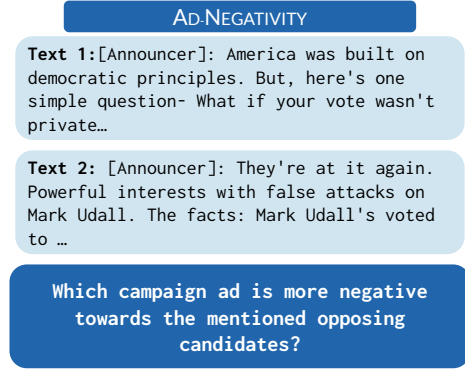 AD-NEGATIVITY
Text 1:[Announcer]: America was built on
democratic principles. But, here's one
simple question- What if your vote wasn't
private…
Text 2: [Announcer]: They're at it again.
Powerful interests with false attacks on
Mark Udall. The facts: Mark Udall's voted
to …
Which campaign ad is more negative
towards the mentioned opposing
candidates?